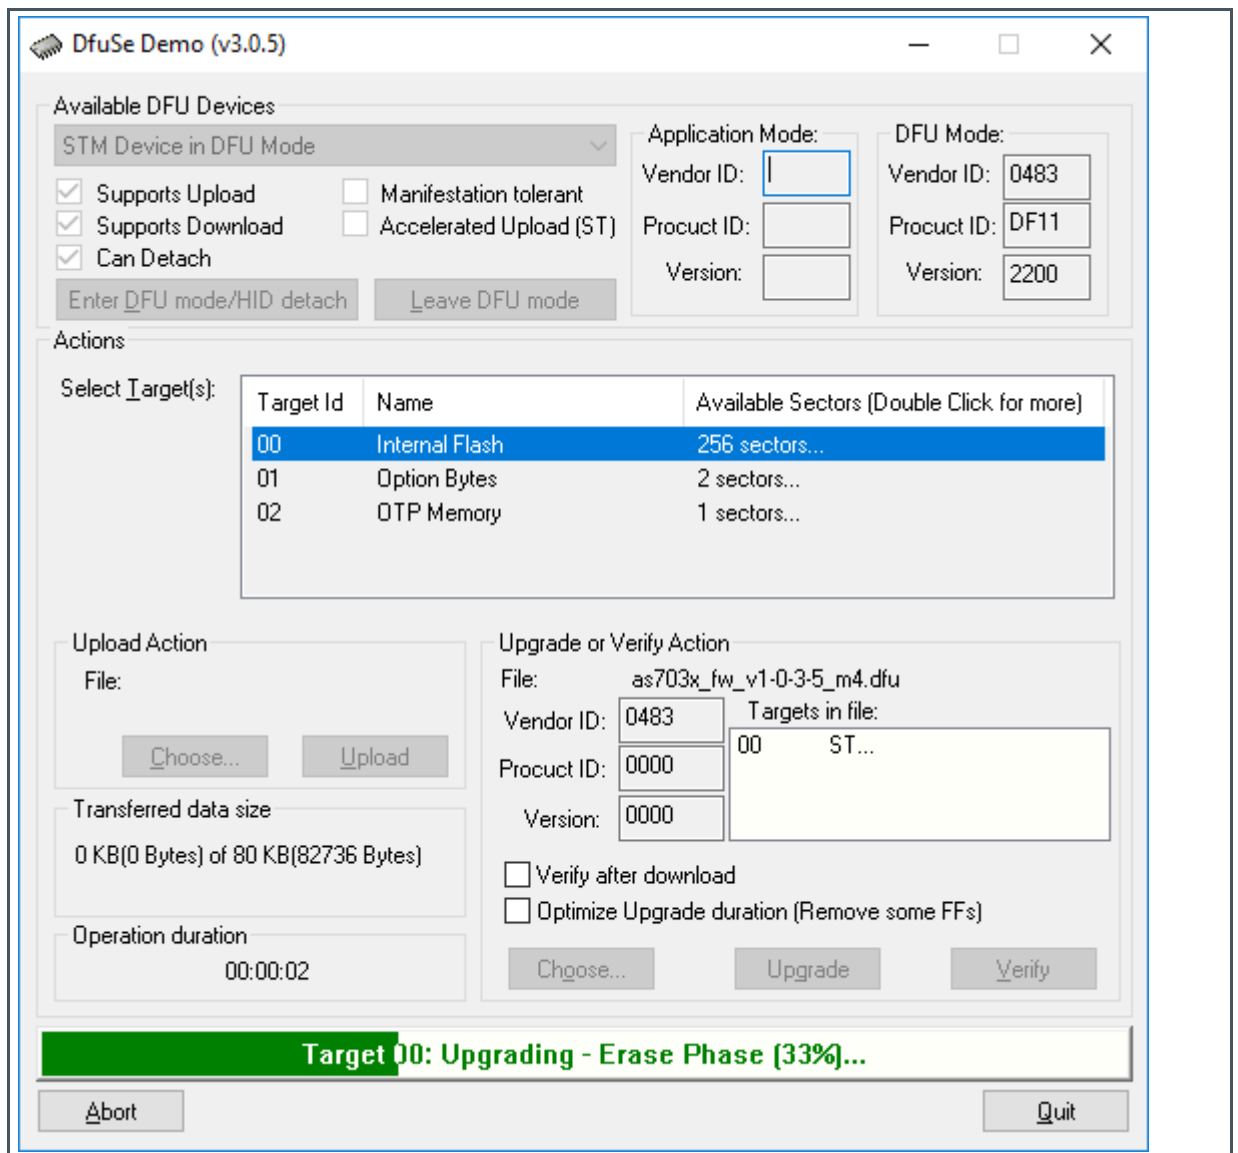 DfuSe Demo (v3.0.5)
Available DFU Devices
STM Device in DFU Mode
Supports Upload
Manifestation tolerant
Supports Download
Accelerated Upload (ST)
Can Detach
Enter DFU mode/HID detach
Leave DFU mode
Application Mode:
Vendor ID:
Procuct ID:
Version:
DFU Mode:
Vendor ID: 0483
Procuct ID: DF11
Version: 2200
Actions
Select Target(s):
Target Id Name Available Sectors (Double Click for more)
00 Internal Flash 256 sectors...
01 Option Bytes 2 sectors...
02 OTP Memory 1 sectors...
Upload Action
File:
Choose... Upload
Transferred data size
0 KB(0 Bytes) of 80 KB(82736 Bytes)
Operation duration
00:00:02
Upgrade or Verify Action
File: as703x_fw_v1-0-3-5_m4.dfu
Vendor ID: 0483
Procuct ID: 0000
Version: 0000
Targets in file:
00 ST...
Verify after download
Optimize Upgrade duration (Remove some FFs)
Choose... Upgrade Verify
Target 00: Upgrading - Erase Phase (33%)...
Abort Quit